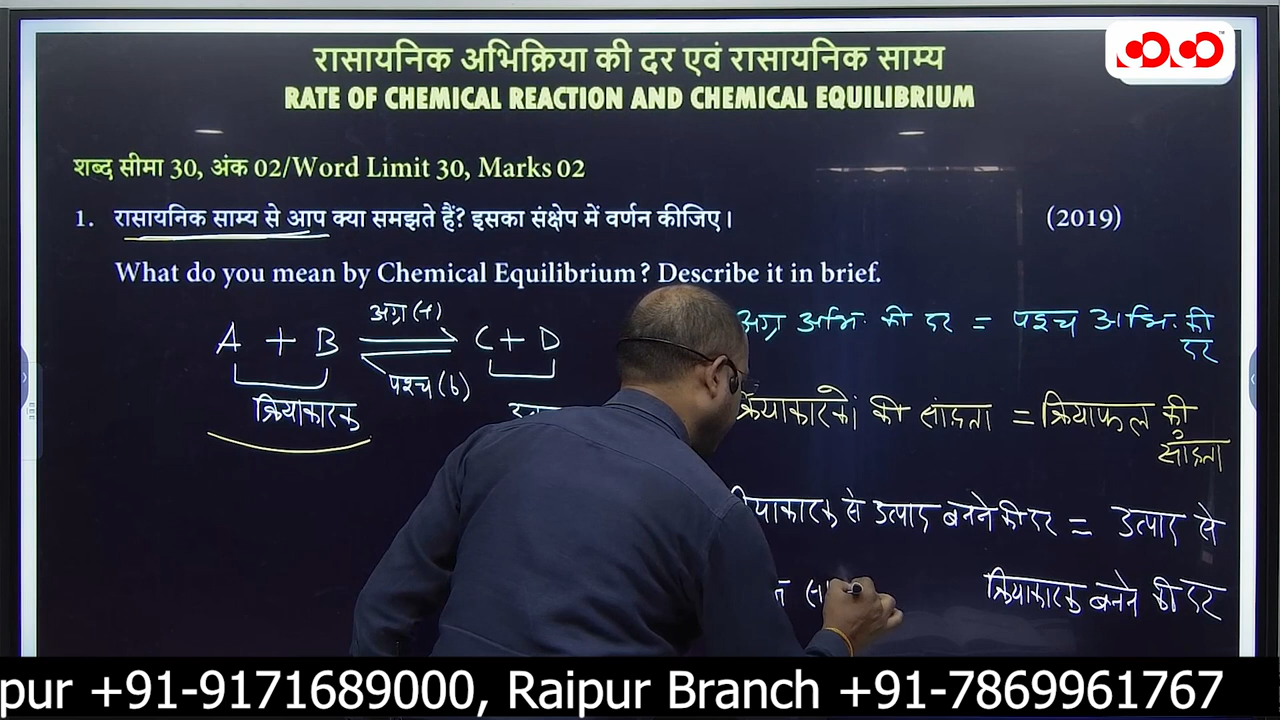 रासायनिक अभिक्रिया की दर एवं रासायनिक साम्य
RATE OF CHEMICAL REACTION AND CHEMICAL EQUILIBRIUM
शब्द सीमा 30, अंक 02/Word Limit 30, Marks 02
1. रासायनिक साम्य से आप क्या समझते हैं? इसका संक्षेप में वर्णन कीजिए। (2019)
What do you mean by Chemical Equilibrium? Describe it in brief.
अग्र (f)
A + B ⇌ C + D
पश्च (b)
क्रियाकारक
अग्र अभि. की दर = पश्च अभि. की
दर
क्रियाकारकों की सांद्रता = क्रियाफल की
सांद्रता
क्रियाकारक से उत्पाद बनने की दर = उत्पाद से
क्रियाकारक बनने की दर
pur +91-9171689000, Raipur Branch +91-7869961767